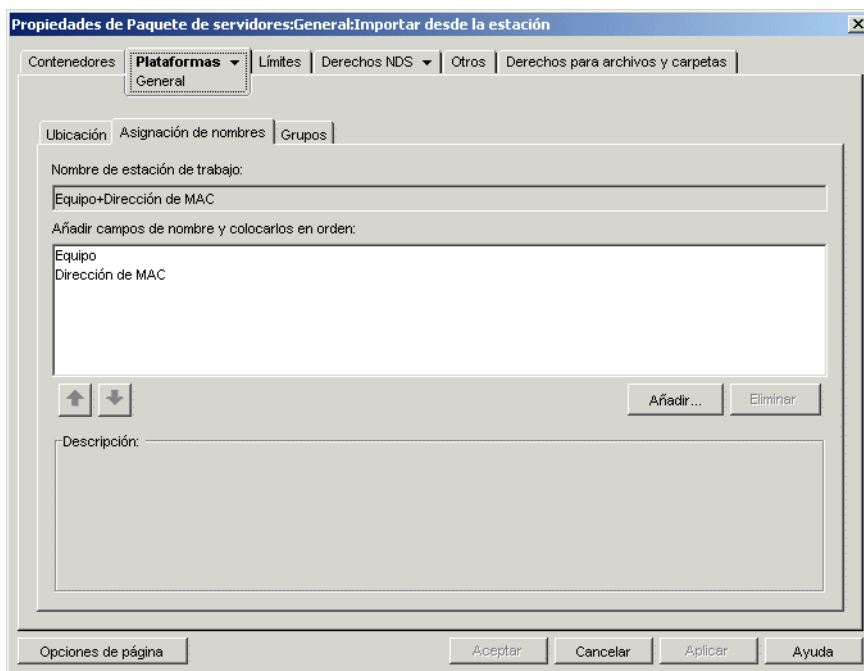 Propiedades de Paquete de servidores:General:Importar desde la estación
Contenedores Plataformas Límites Derechos NDS Otros Derechos para archivos y carpetas
General
Ubicación Asignación de nombres Grupos
Nombre de estación de trabajo:
Equipo+Dirección de MAC
Añadir campos de nombre y colocarlos en orden:
Equipo
Dirección de MAC
Añadir... Eliminar
Descripción:
Opciones de página Aceptar Cancelar Aplicar Ayuda